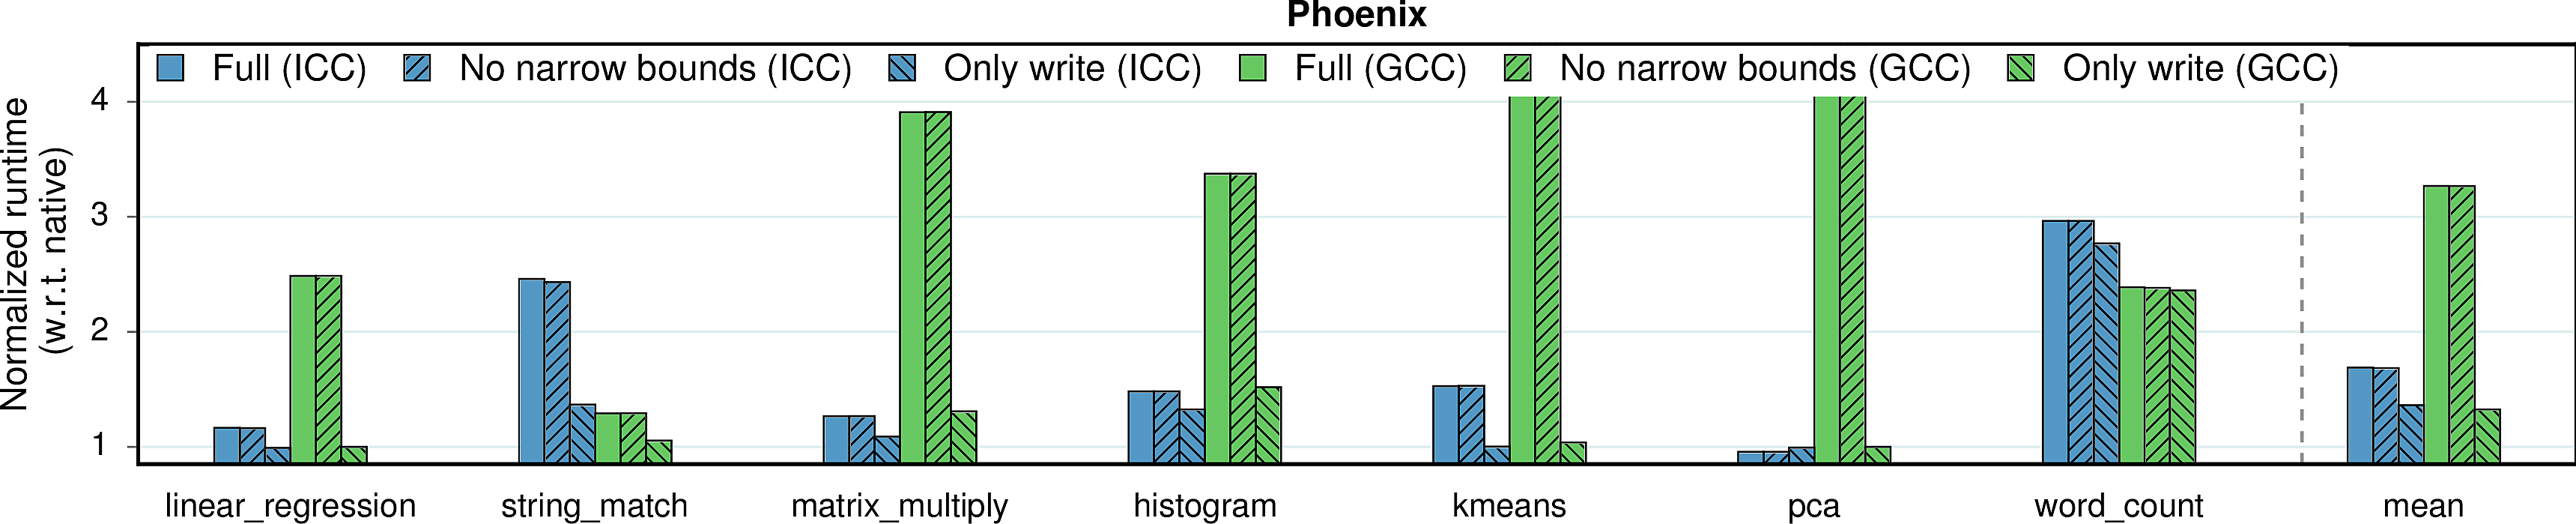 Phoenix
Full (ICC) No narrow bounds (ICC) Only write (ICC) Full (GCC) No narrow bounds (GCC) Only write (GCC)
Normalized runtime
(w.r.t. native)
4
3
2
1
linear_regression string_match matrix_multiply histogram kmeans pca word_count mean